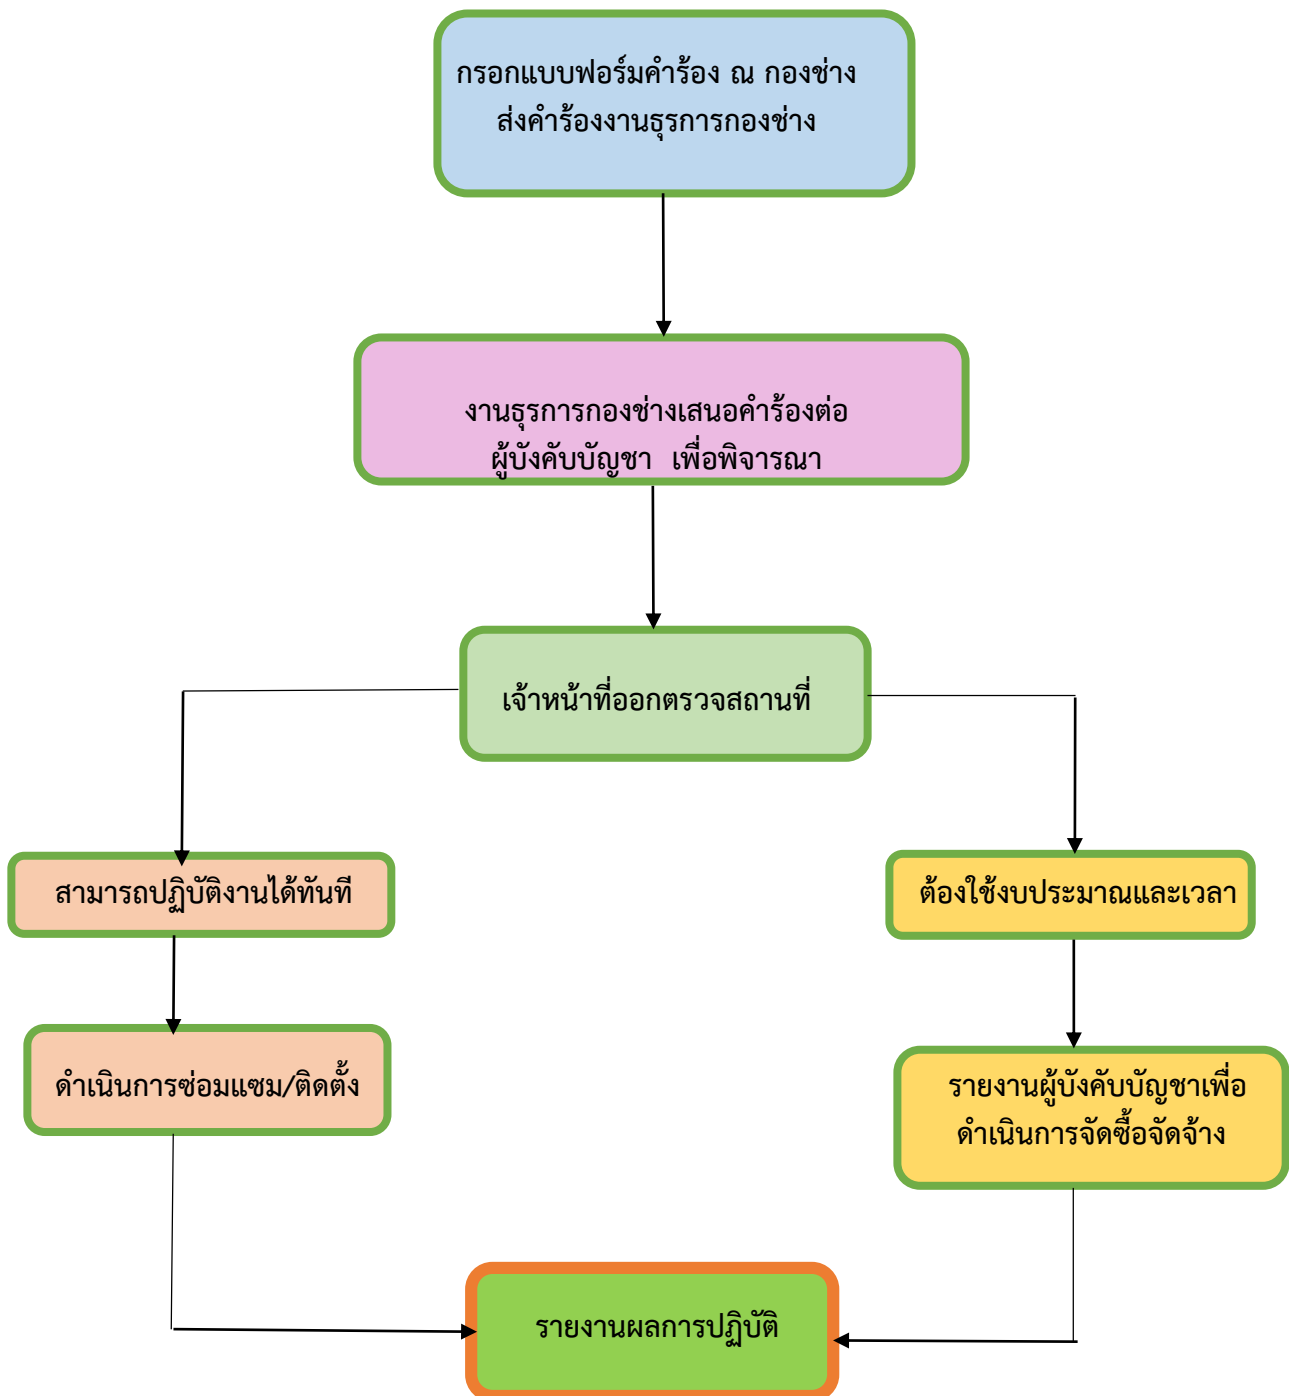 กรอกแบบฟอร์มคำร้อง ณ กองช่าง
ส่งคำร้องงานธุรการกองช่าง
งานธุรการกองช่างเสนอคำร้องต่อ
ผู้บังคับบัญชา เพื่อพิจารณา
เจ้าหน้าที่ออกตรวจสถานที่
สามารถปฏิบัติงานได้ทันที
ต้องใช้งบประมาณและเวลา
ดำเนินการซ่อมแซม/ติดตั้ง
รายงานผู้บังคับบัญชาเพื่อ
ดำเนินการจัดซื้อจัดจ้าง
รายงานผลการปฏิบัติ